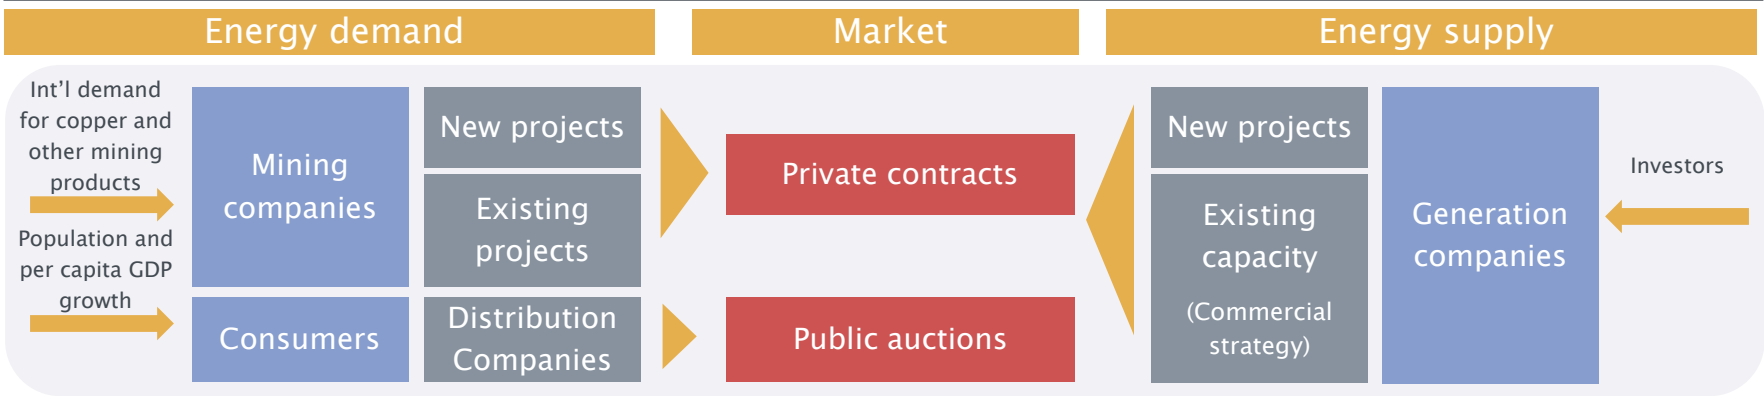 Energy demand
Market
Energy supply
Int'l demand
for copper and
other mining
products
Population and
per capita GDP
growth
Mining
companies
Consumers
New projects
Existing
projects
Distribution
Companies
Private contracts
Public auctions
New projects
Existing
capacity
(Commercial
strategy)
Generation
companies
Investors